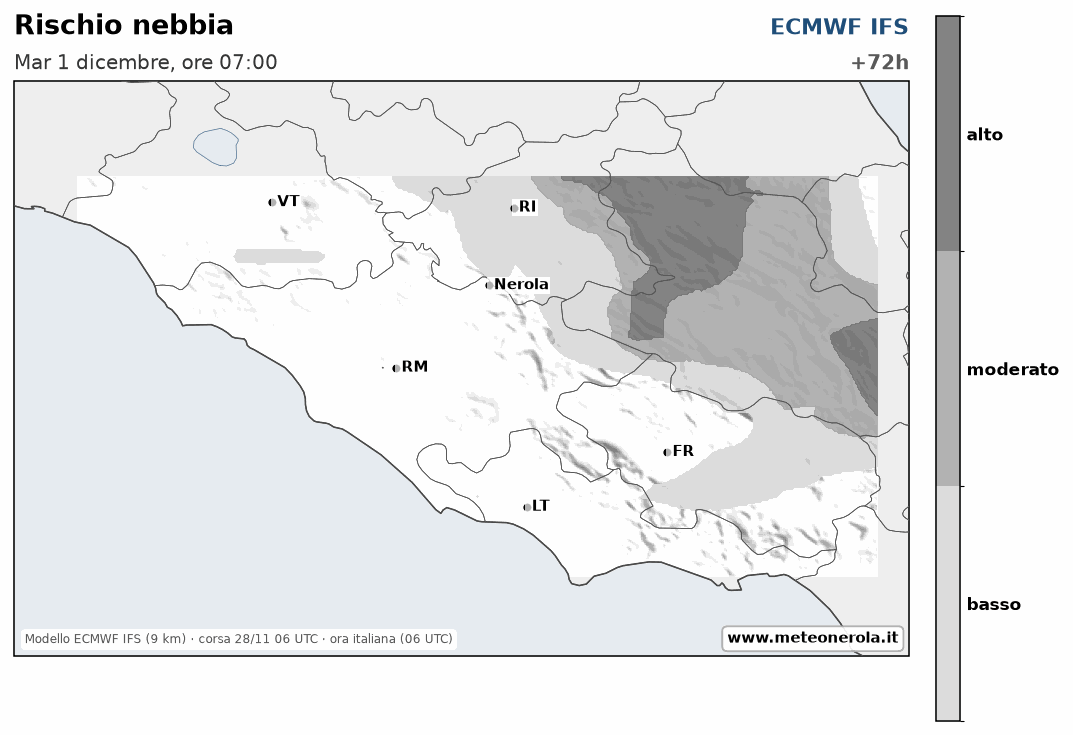 Rischio nebbia
ECMWF IFS
Mar 1 dicembre, ore 07:00
+72h
alto
VT
RI
Nerola
RM
moderato
FR
LT
basso
Modello ECMWF IFS (9 km) · corsa 28/11 06 UTC · ora italiana (06 UTC)
www.meteonerola.it